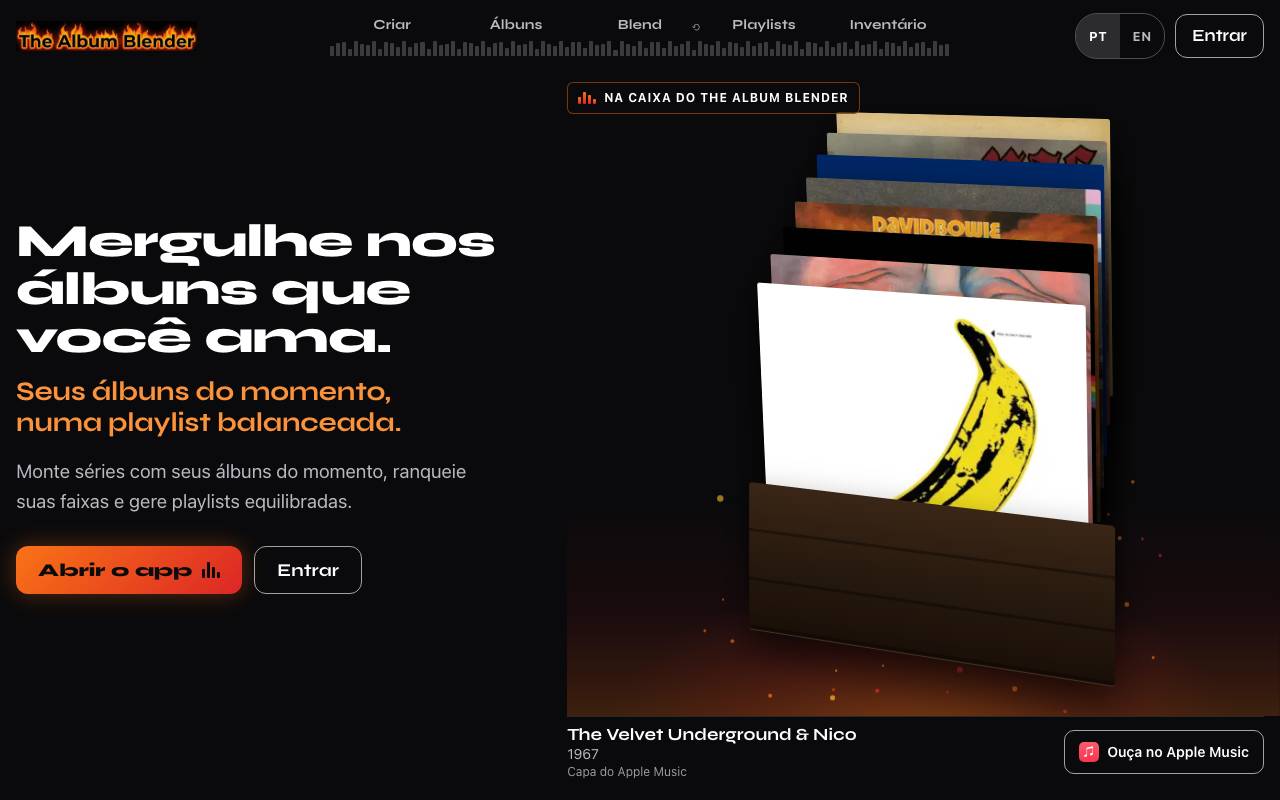 The Album Blender
Criar
Álbuns
Blend
Playlists
Inventário
PT
EN
Entrar
NA CAIXA DO THE ALBUM BLENDER
DAVID BOWIE
Mergulhe nos
álbuns que
você ama.
Seus álbuns do momento,
numa playlist balanceada.
Monte séries com seus álbuns do momento, ranqueie
suas faixas e gere playlists equilibradas.
Abrir o app
Entrar
The Velvet Underground & Nico
1967
Capa do Apple Music
Ouça no Apple Music